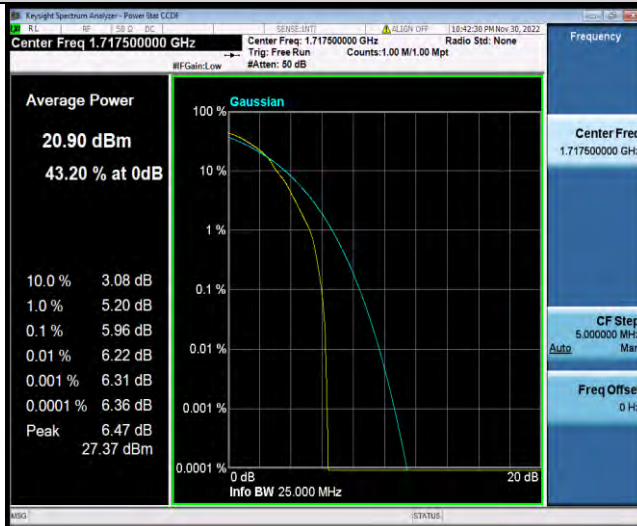 Keysight Spectrum Analyzer - Power Stat CCDF
RL RF 50 Ω DC SENSE:INT ALIGN OFF 10:42:38 PM Nov 30, 2022
Center Freq 1.717500000 GHz
Center Freq: 1.717500000 GHz Radio Std: None
Trig: Free Run Counts:1.00 M/1.00 Mpt
#IFGain:Low #Atten: 50 dB
Frequency
Average Power
20.90 dBm
43.20 % at 0dB
10.0 % 3.08 dB
1.0 % 5.20 dB
0.1 % 5.96 dB
0.01 % 6.22 dB
0.001 % 6.31 dB
0.0001 % 6.36 dB
Peak 6.47 dB
27.37 dBm
Gaussian
100 %
10 %
1 %
0.1 %
0.01 %
0.001 %
0.0001 %
0 dB 20 dB
Info BW 25.000 MHz
Center Freq
1.717500000 GHz
CF Step
5.000000 MHz
Auto Man
Freq Offse
0 Hz
MSG STATUS